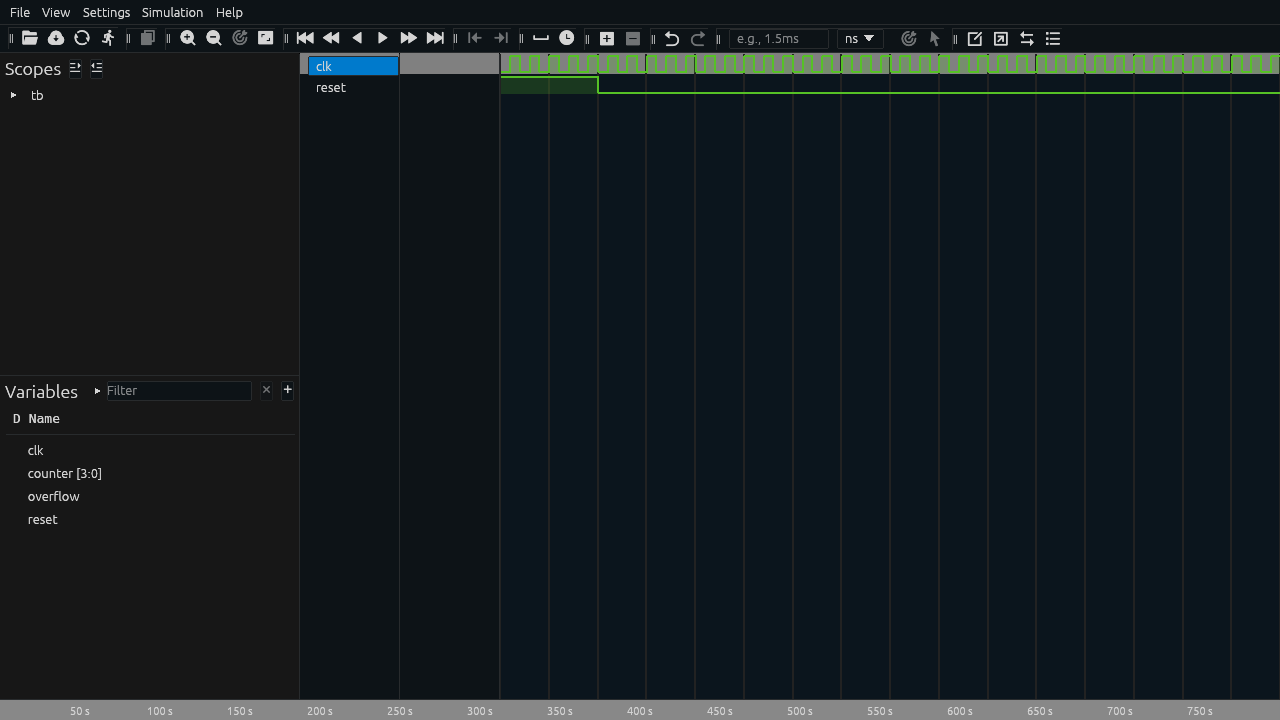 File View Settings Simulation Help
e.g., 1.5ms ns
Scopes
tb
clk
reset
Variables Filter
D Name
clk
counter [3:0]
overflow
reset
50 s 100 s 150 s 200 s 250 s 300 s 350 s 400 s 450 s 500 s 550 s 600 s 650 s 700 s 750 s